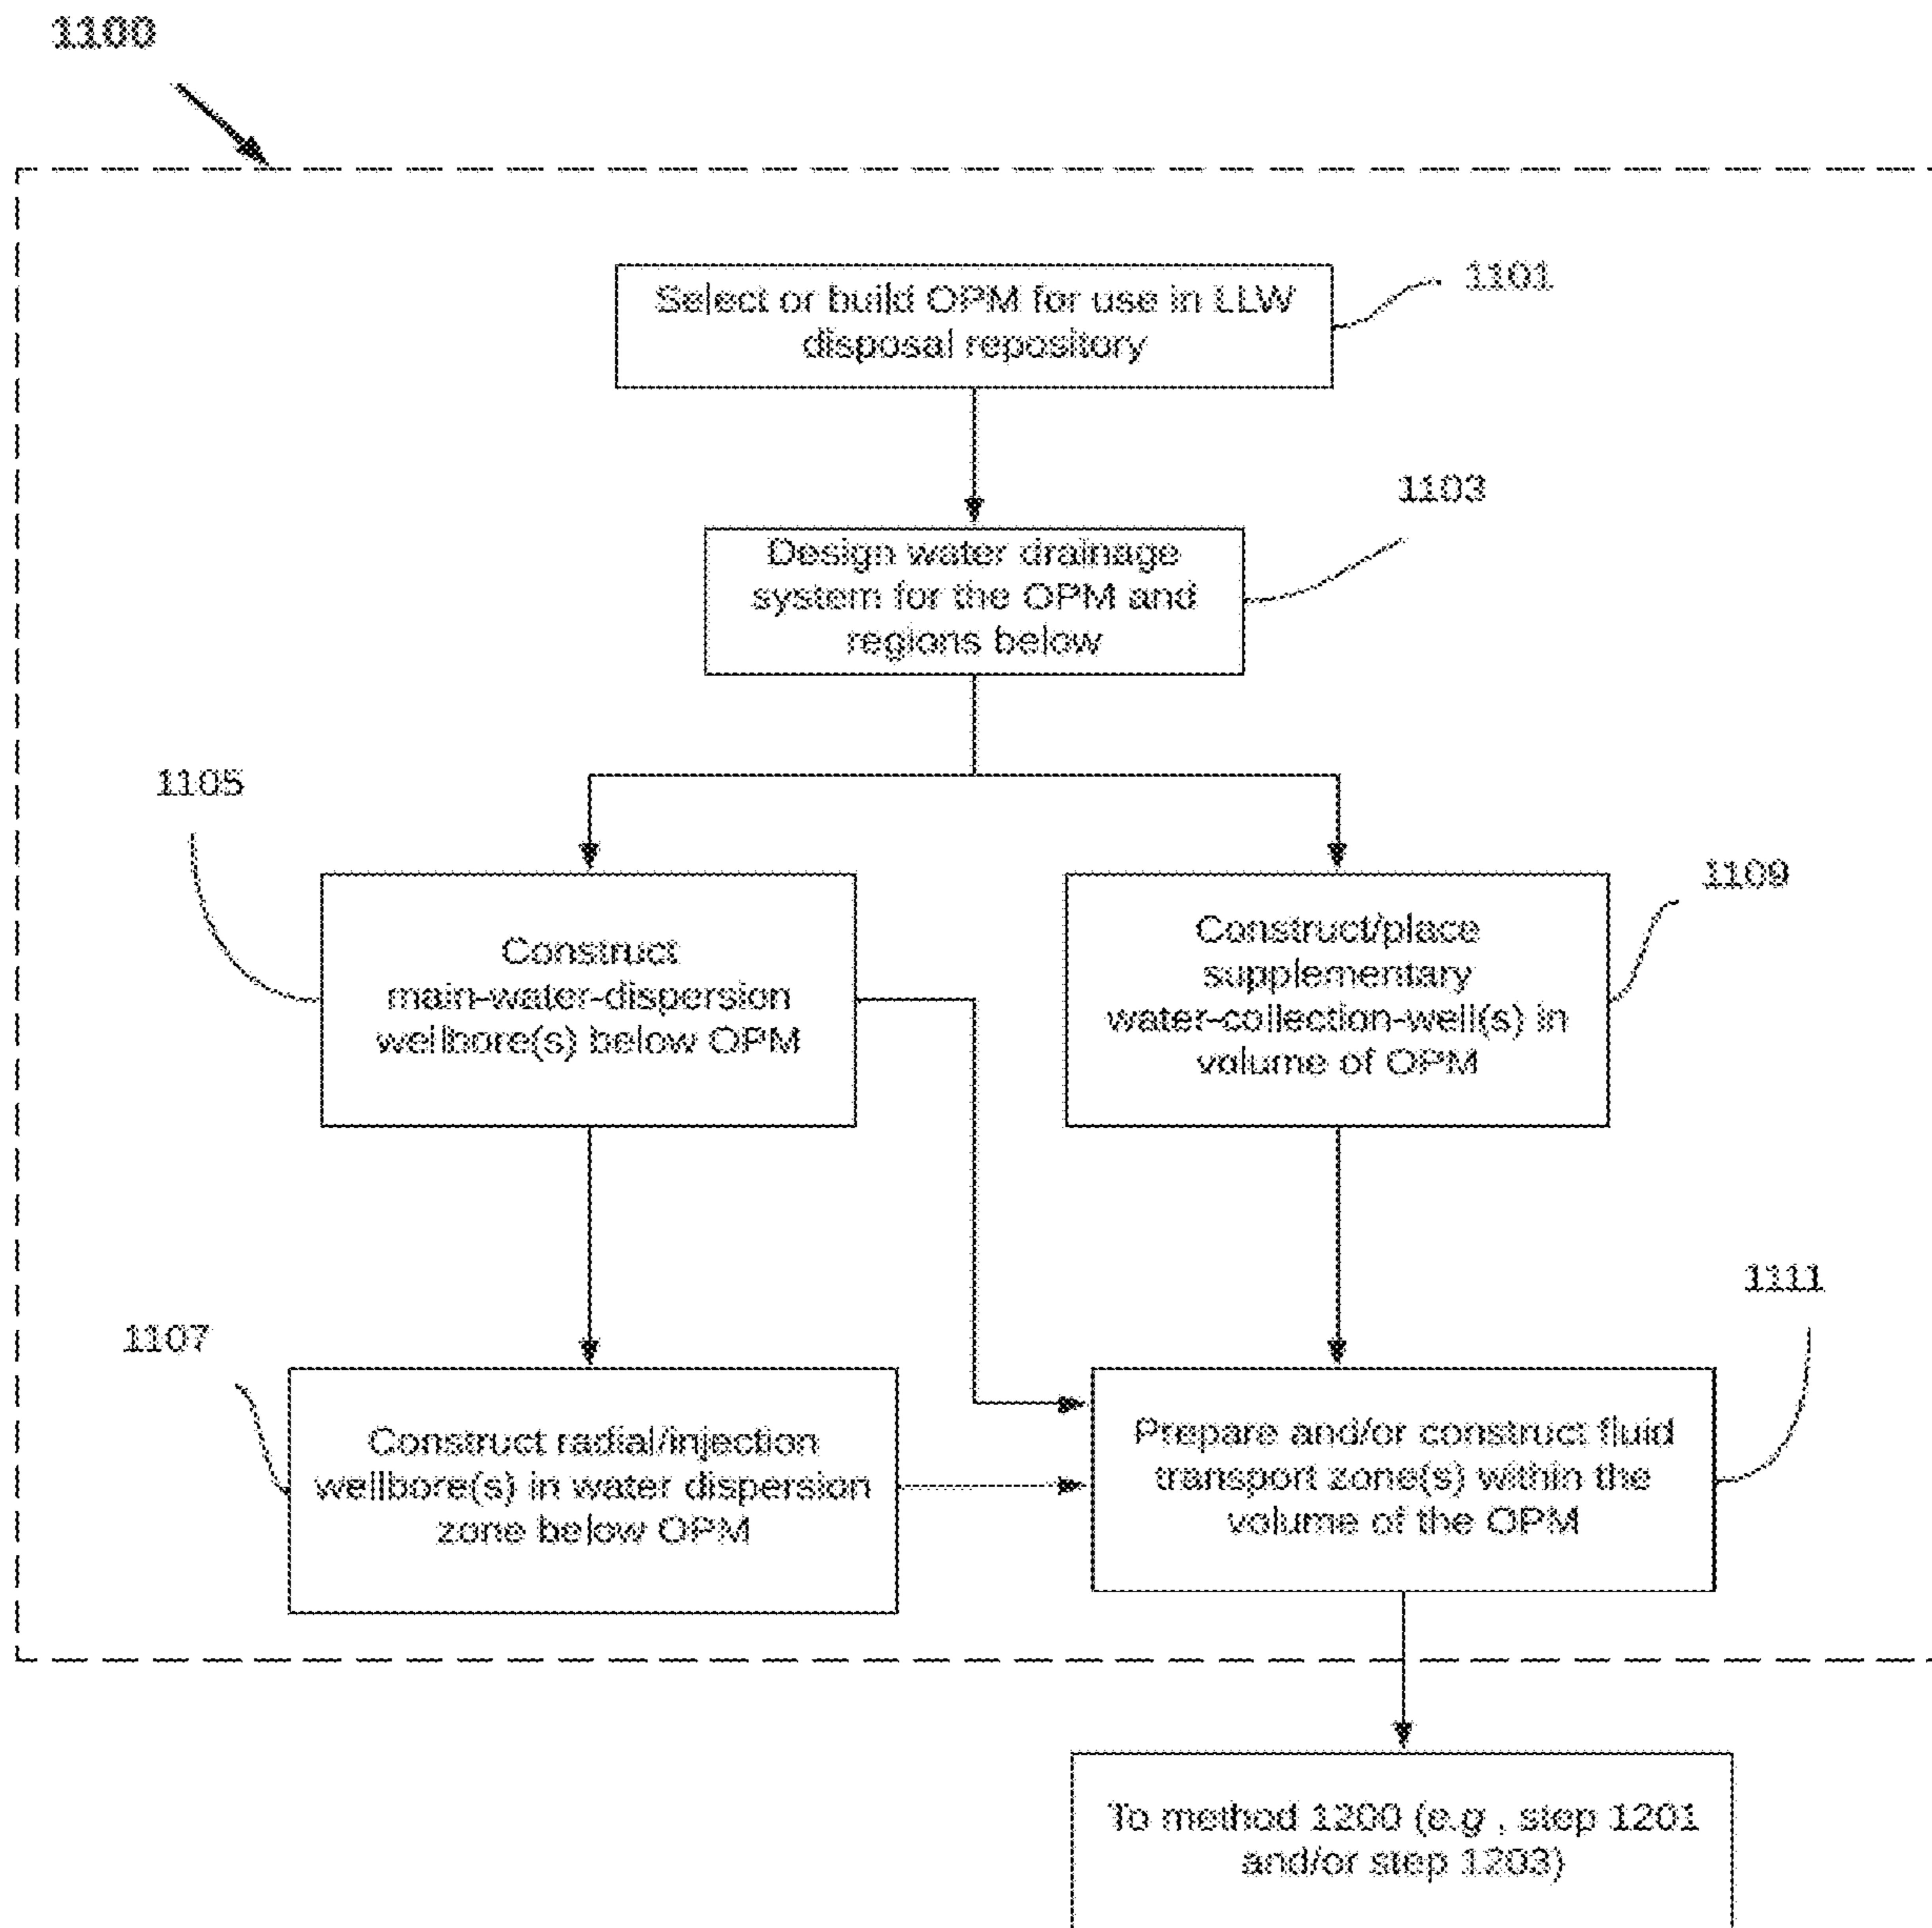 1100
Select or build OPM for use in LLW
disposal repository
1101
1103
Design water drainage
system for the OPM and
regions below
1105
1109
Construct
main-water-dispersion
wellbore(s) below OPM
Construct/place
supplementary
water-collection-well(s) in
volume of OPM
1111
1107
Construct radial/injection
wellbore(s) in water dispersion
zone below OPM
Prepare and/or construct fluid
transport zone(s) within the
volume of the OPM
To method 1200 (e.g , step 1201
and/or step 1203)